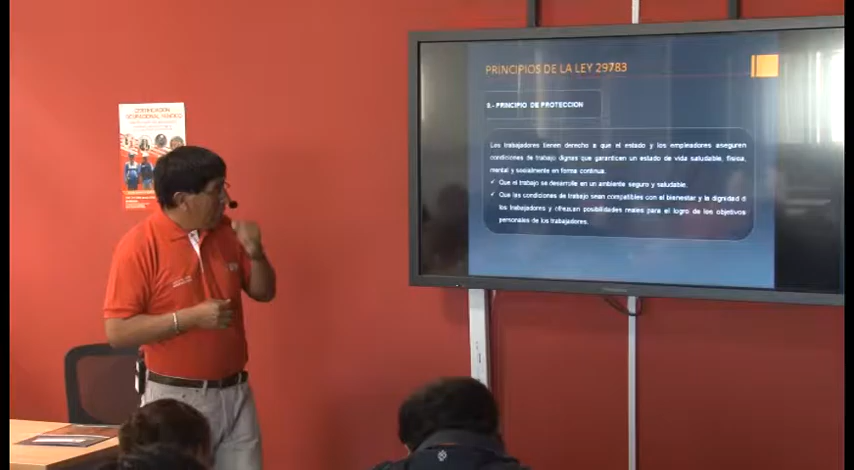 PRINCIPIOS DE LA LEY 29783
9.- PRINCIPIO DE PROTECCION
Los trabajadores tienen derecho a que el estado y los empleadores aseguren
condiciones de trabajo dignas que garanticen un estado de vida saludable, física,
mental y socialmente en forma continua.
✓ Que el trabajo se desarrolle en un ambiente seguro y saludable.
✓ Que las condiciones de trabajo sean compatibles con el bienestar y la dignidad d
los trabajadores y ofrezcan posibilidades reales para el logro de los objetivos
personales de los trabajadores.
CERTIFICACION
OCUPACIONAL MINERO